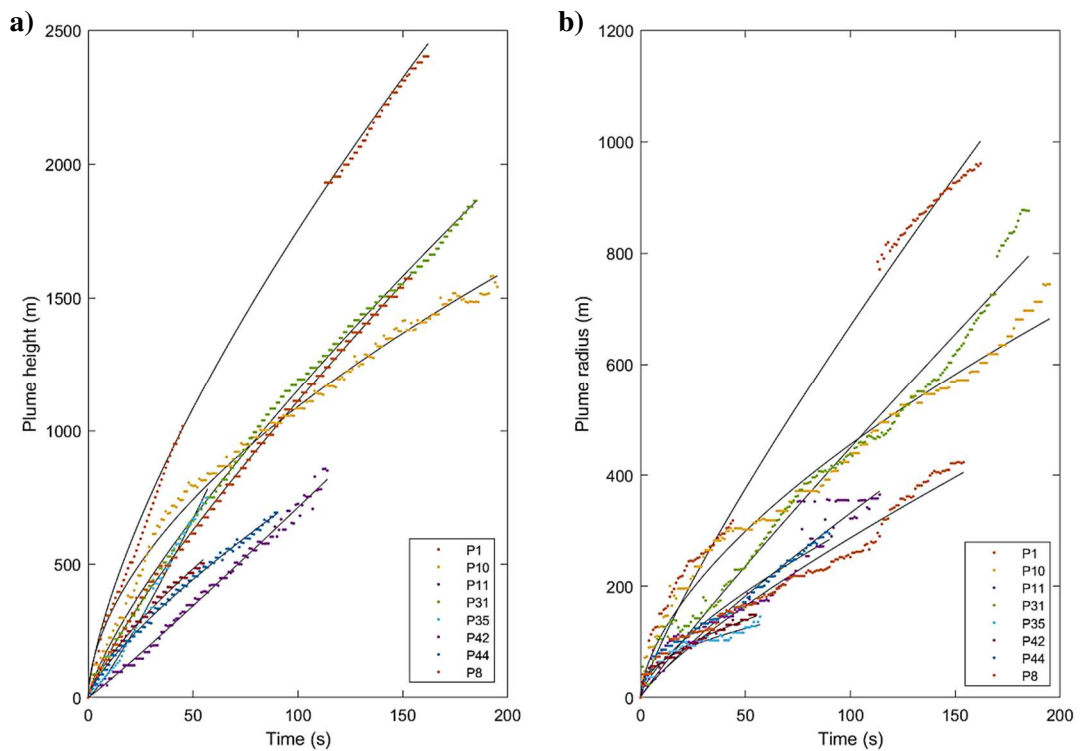 a)
2500
2000
1500
1000
500
0
Plume height (m)
0 50 100 150 200
Time (s)
P1
P10
P11
P31
P35
P42
P44
P8
b)
1200
1000
800
600
400
200
0
Plume radius (m)
0 50 100 150 200
Time (s)
P1
P10
P11
P31
P35
P42
P44
P8